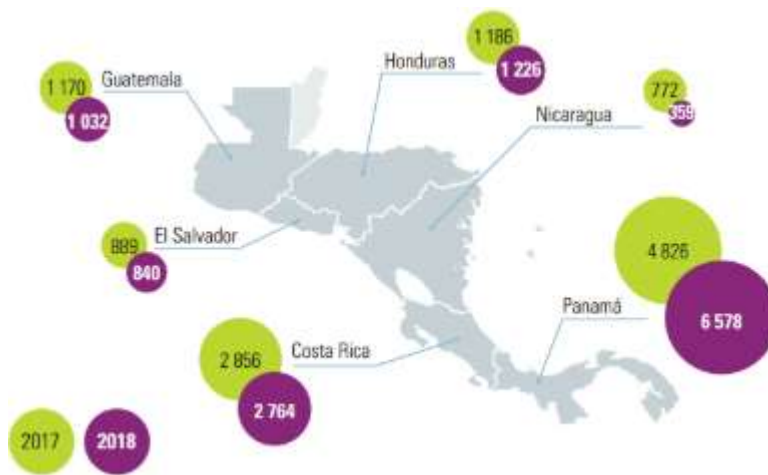 1 186
1 226
Honduras
1 170
1 032
Guatemala
772
359
Nicaragua
889
840
El Salvador
4 826
6 578
Panamá
2 856
2 764
Costa Rica
2017
2018